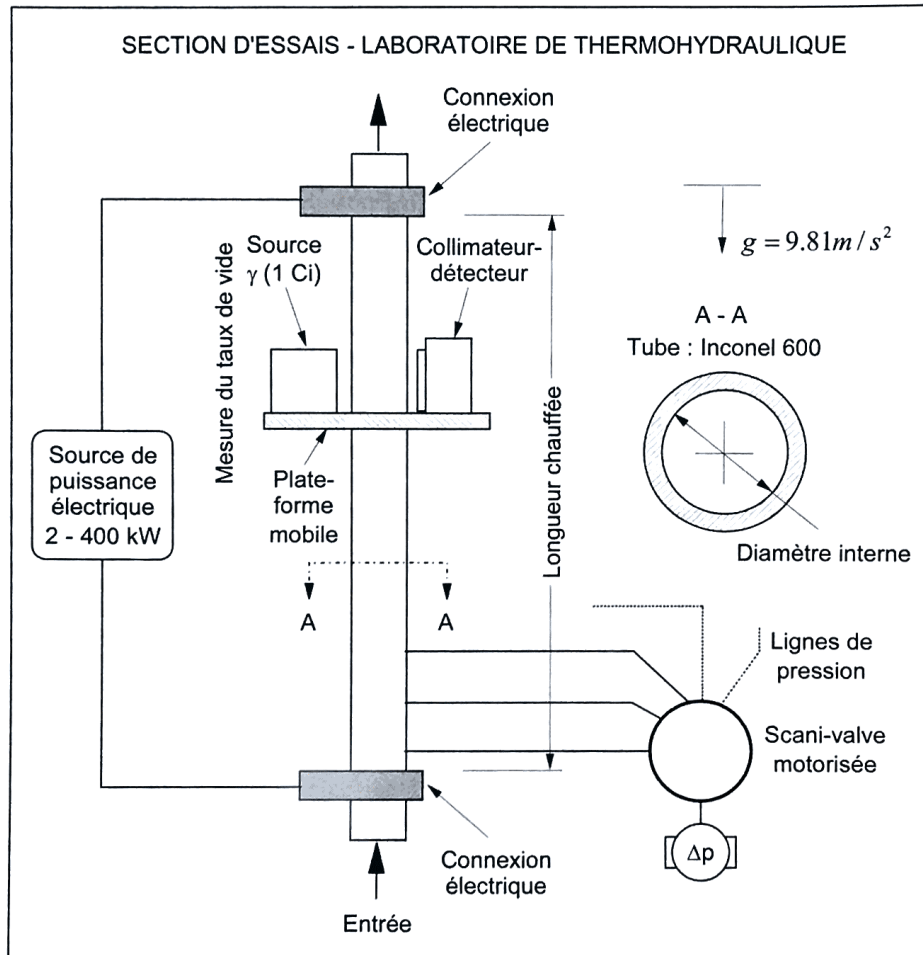 SECTION D'ESSAIS - LABORATOIRE DE THERMOHYDRAULIQUE
Connexion
électrique
Mesure du taux de vide
Source
γ (1 Ci)
Collimateur-
détecteur
g = 9.81m / s²
A - A
Tube : Inconel 600
Longueur chauffée
Source de
puissance
électrique
2 - 400 kW
Plate-
forme
mobile
Diamètre interne
A
A
Lignes de
pression
Scani-valve
motorisée
Δp
Connexion
électrique
Entrée